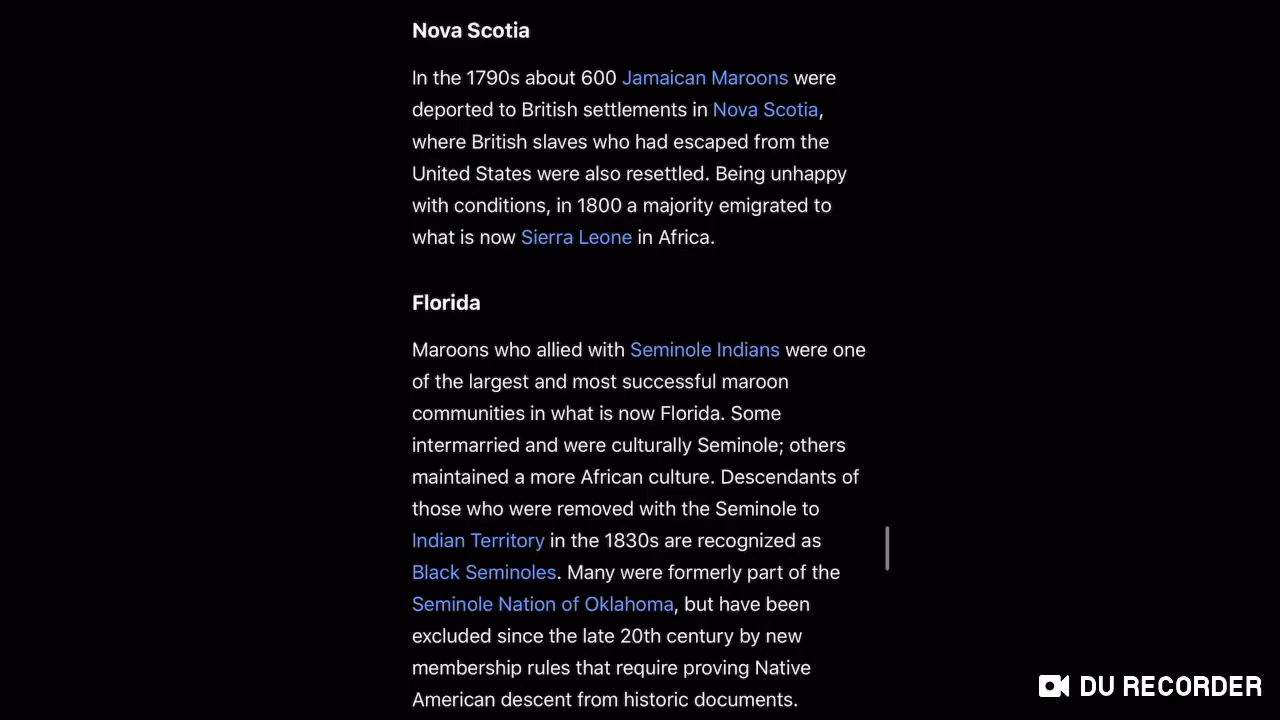 Nova Scotia
In the 1790s about 600 Jamaican Maroons were
deported to British settlements in Nova Scotia,
where British slaves who had escaped from the
United States were also resettled. Being unhappy
with conditions, in 1800 a majority emigrated to
what is now Sierra Leone in Africa.
Florida
Maroons who allied with Seminole Indians were one
of the largest and most successful maroon
communities in what is now Florida. Some
intermarried and were culturally Seminole; others
maintained a more African culture. Descendants of
those who were removed with the Seminole to
Indian Territory in the 1830s are recognized as
Black Seminoles. Many were formerly part of the
Seminole Nation of Oklahoma, but have been
excluded since the late 20th century by new
membership rules that require proving Native
American descent from historic documents.
DU RECORDER